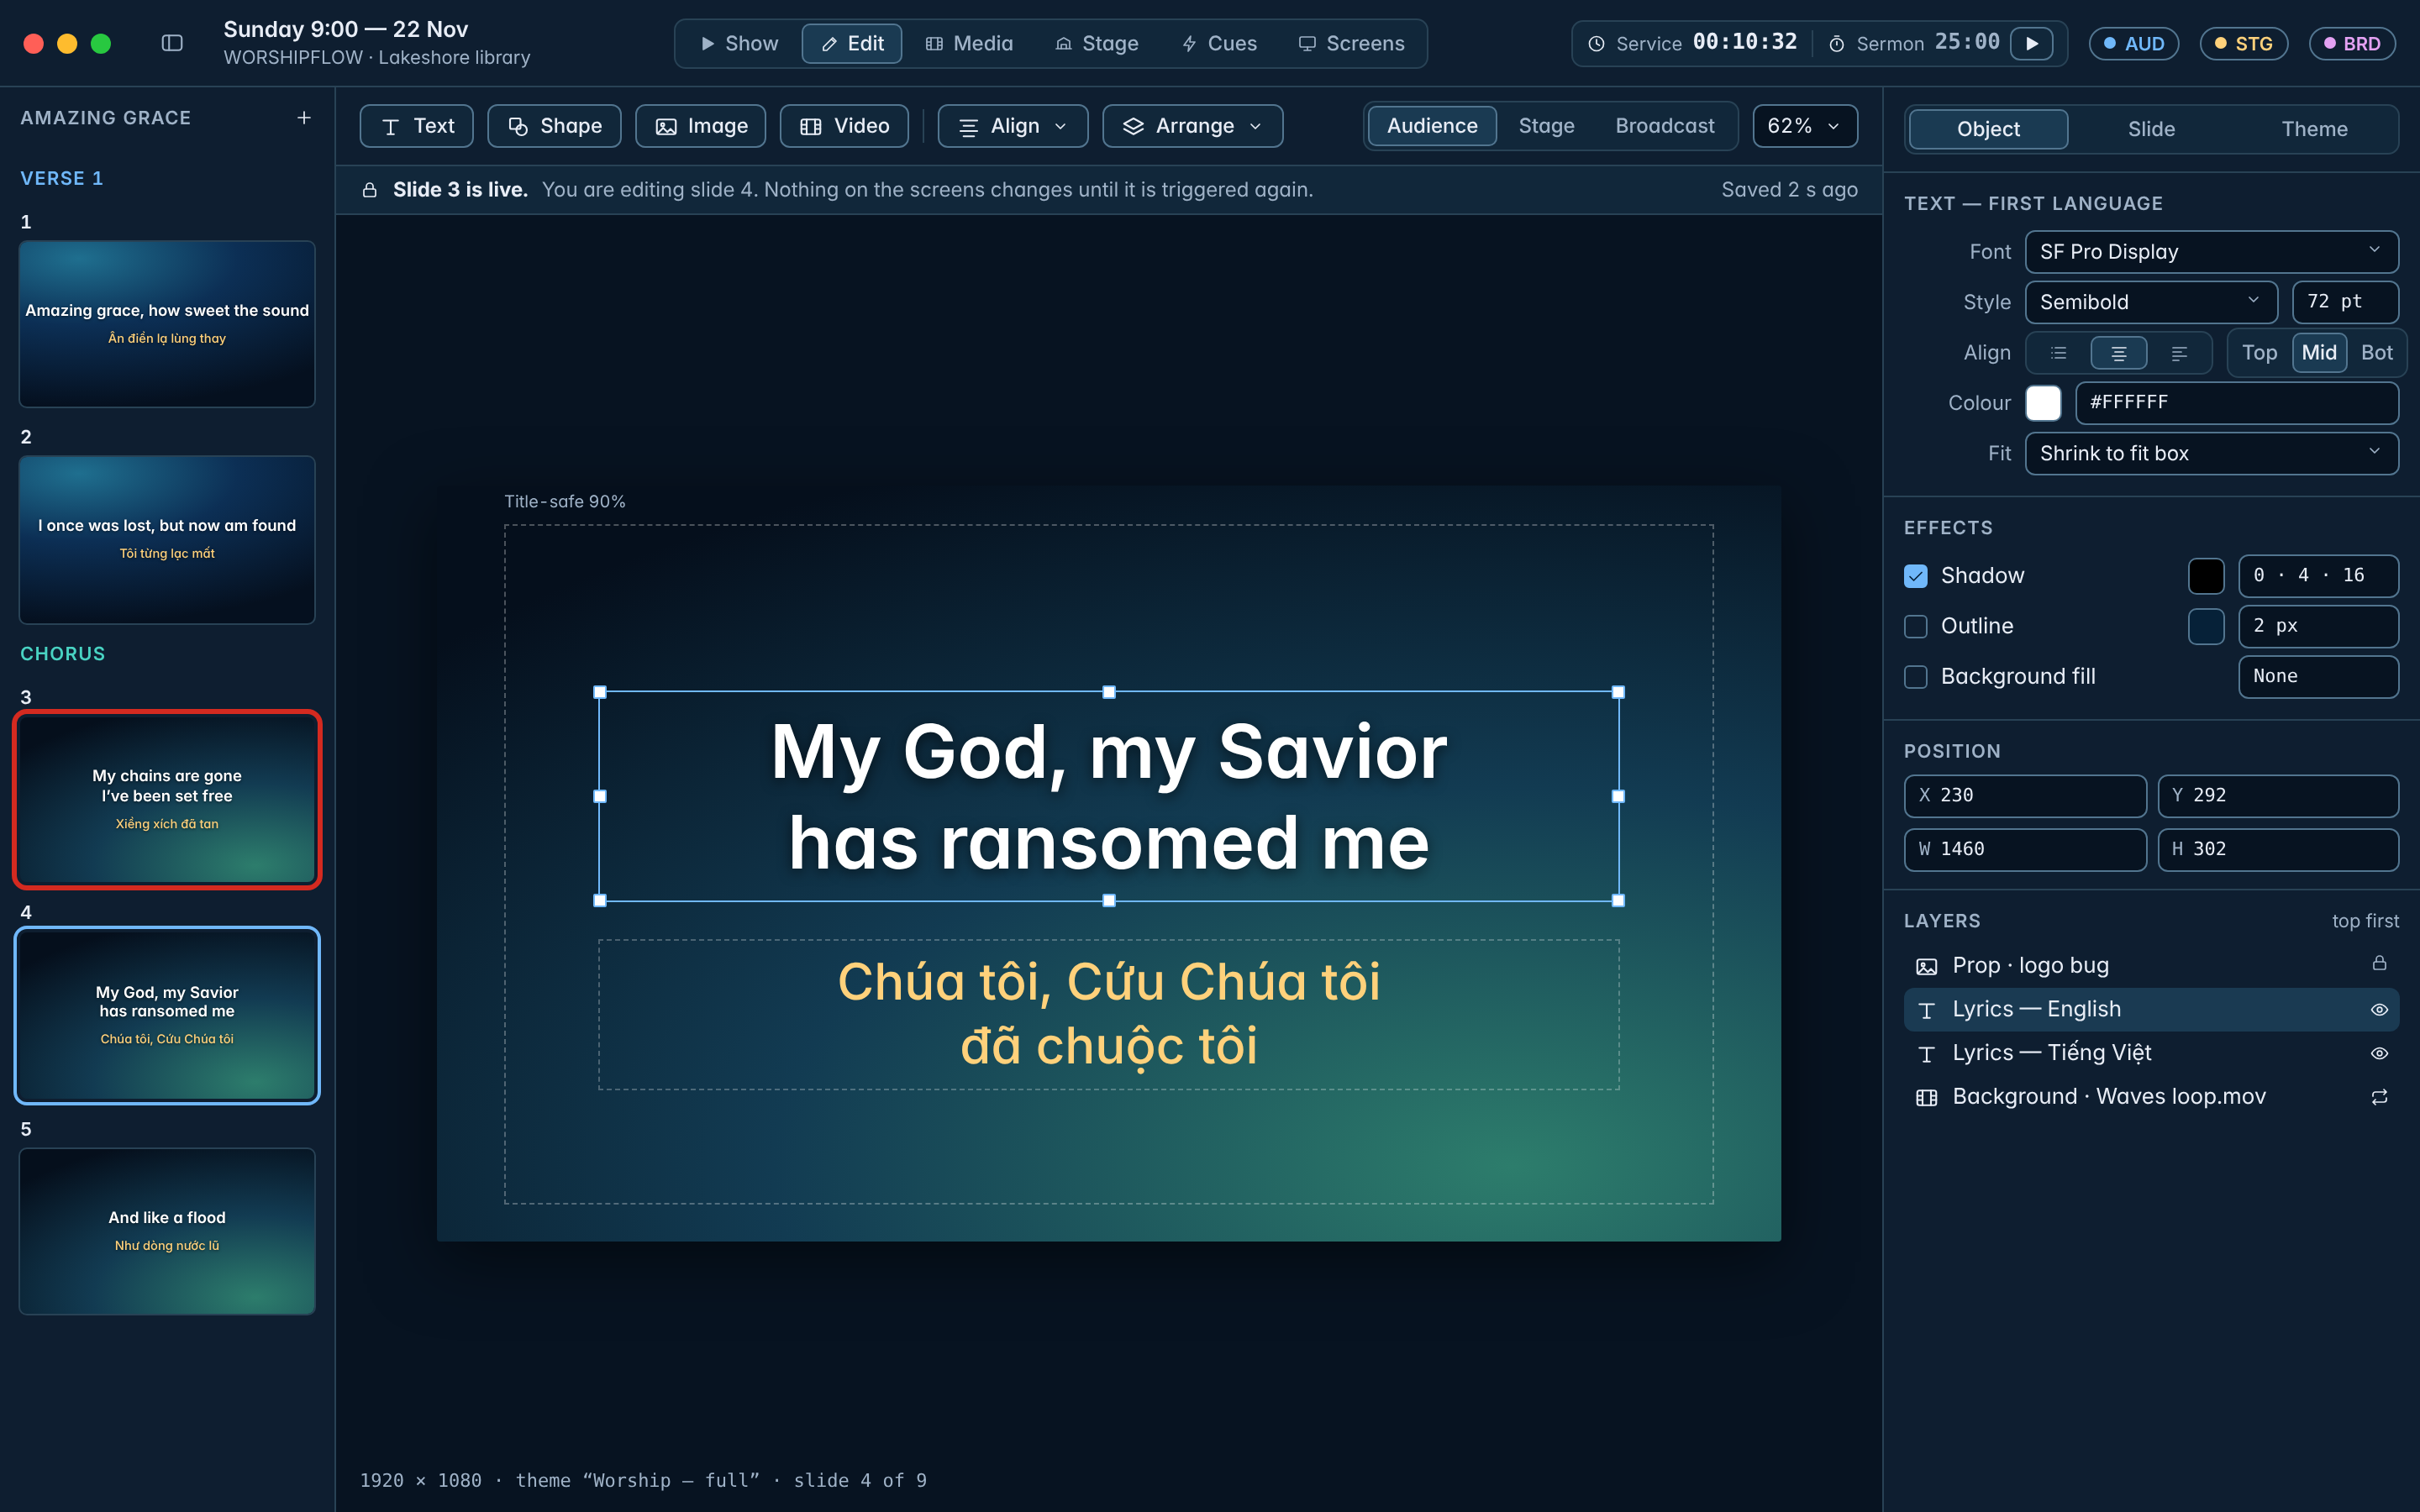 Sunday 9:00 — 22 Nov
WORSHIPFLOW · Lakeshore library
Show
Edit
Media
Stage
Cues
Screens
Service 00:10:32
Sermon 25:00
AUD
STG
BRD
AMAZING GRACE
VERSE 1
1
Amazing grace, how sweet the sound
Ân điển lạ lùng thay
2
I once was lost, but now am found
Tôi từng lạc mất
CHORUS
3
My chains are gone
I’ve been set free
Xiềng xích đã tan
4
My God, my Savior
has ransomed me
Chúa tôi, Cứu Chúa tôi
5
And like a flood
Như dòng nước lũ
Text
Shape
Image
Video
Align
Arrange
Audience
Stage
Broadcast
62%
Slide 3 is live. You are editing slide 4. Nothing on the screens changes until it is triggered again.
Saved 2 s ago
Title-safe 90%
My God, my Savior
has ransomed me
Chúa tôi, Cứu Chúa tôi
đã chuộc tôi
1920 × 1080 · theme “Worship — full” · slide 4 of 9
Object
Slide
Theme
TEXT — FIRST LANGUAGE
Font SF Pro Display
Style Semibold 72 pt
Align Top Mid Bot
Colour #FFFFFF
Fit Shrink to fit box
EFFECTS
Shadow 0 · 4 · 16
Outline 2 px
Background fill None
POSITION
X 230 Y 292
W 1460 H 302
LAYERS top first
Prop · logo bug
Lyrics — English
Lyrics — Tiếng Việt
Background · Waves loop.mov